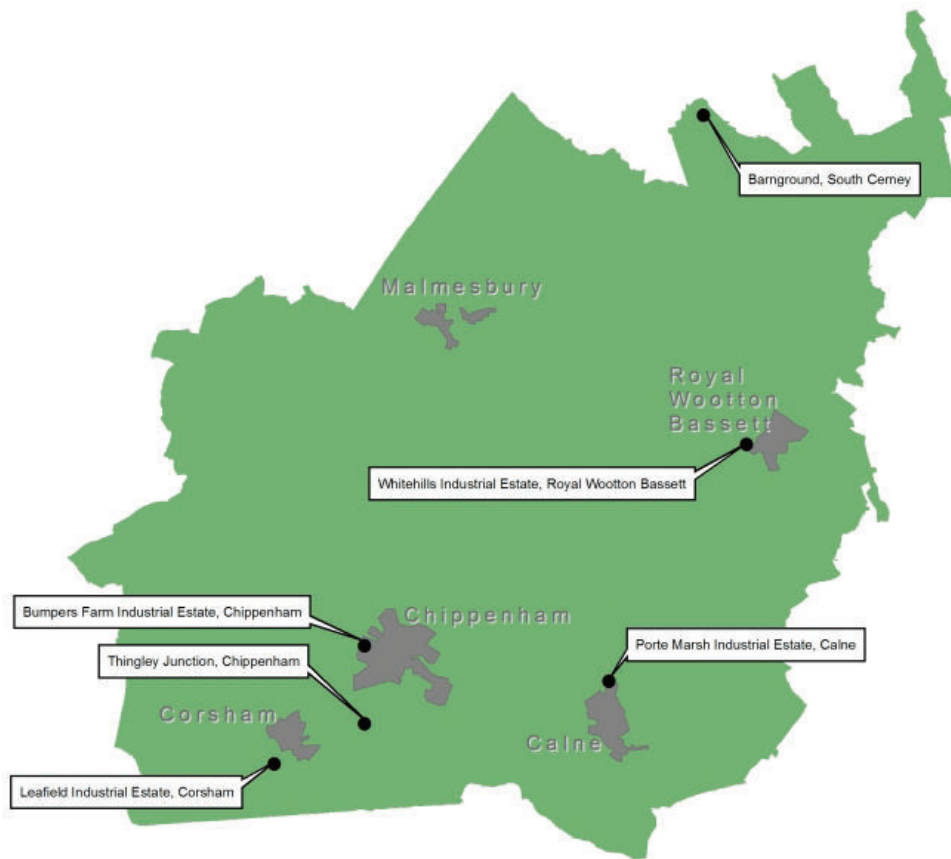 Barnground, South Cerney
Malmesbury
Royal
Wootton
Bassett
Whitehills Industrial Estate, Royal Wootton Bassett
Bumpers Farm Industrial Estate, Chippenham
Chippenham
Thingley Junction, Chippenham
Porte Marsh Industrial Estate, Calne
Corsham
Calne
Leafield Industrial Estate, Corsham